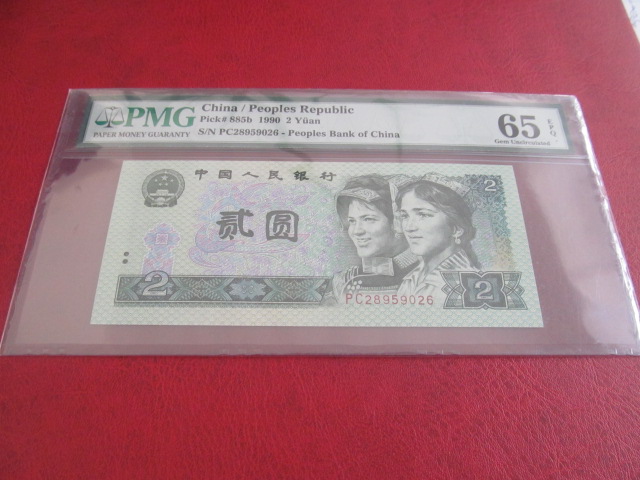 PMG
PAPER MONEY GUARANTY
China / Peoples Republic
Pick# 885b 1990 2 Yüan
S/N PC28959026 - Peoples Bank of China
65 EPQ
Gem Uncirculated
中国人民银行
2
贰圆
PC28959026
2
2